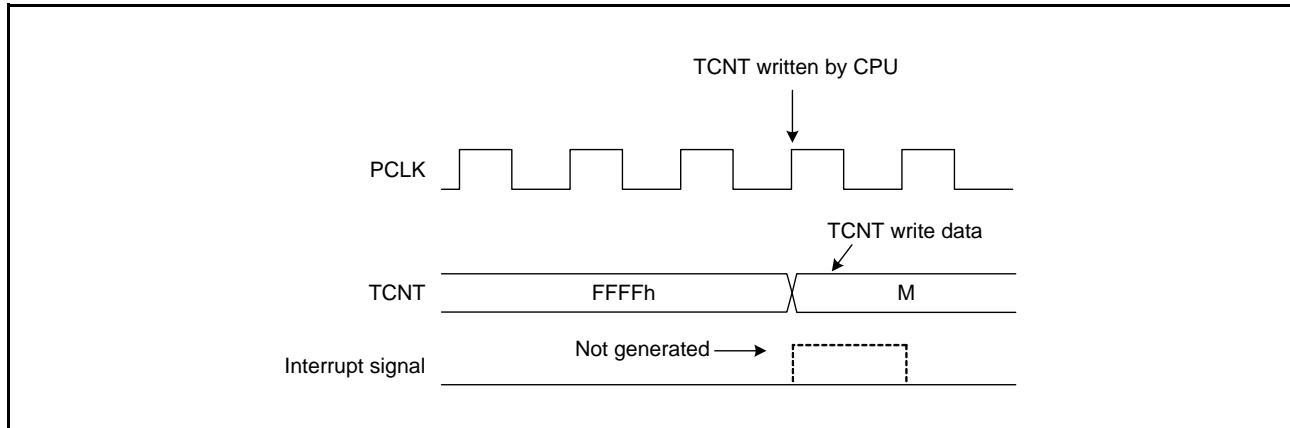 TCNT written by CPU
PCLK
TCNT write data
TCNT
FFFFh
M
Not generated
Interrupt signal